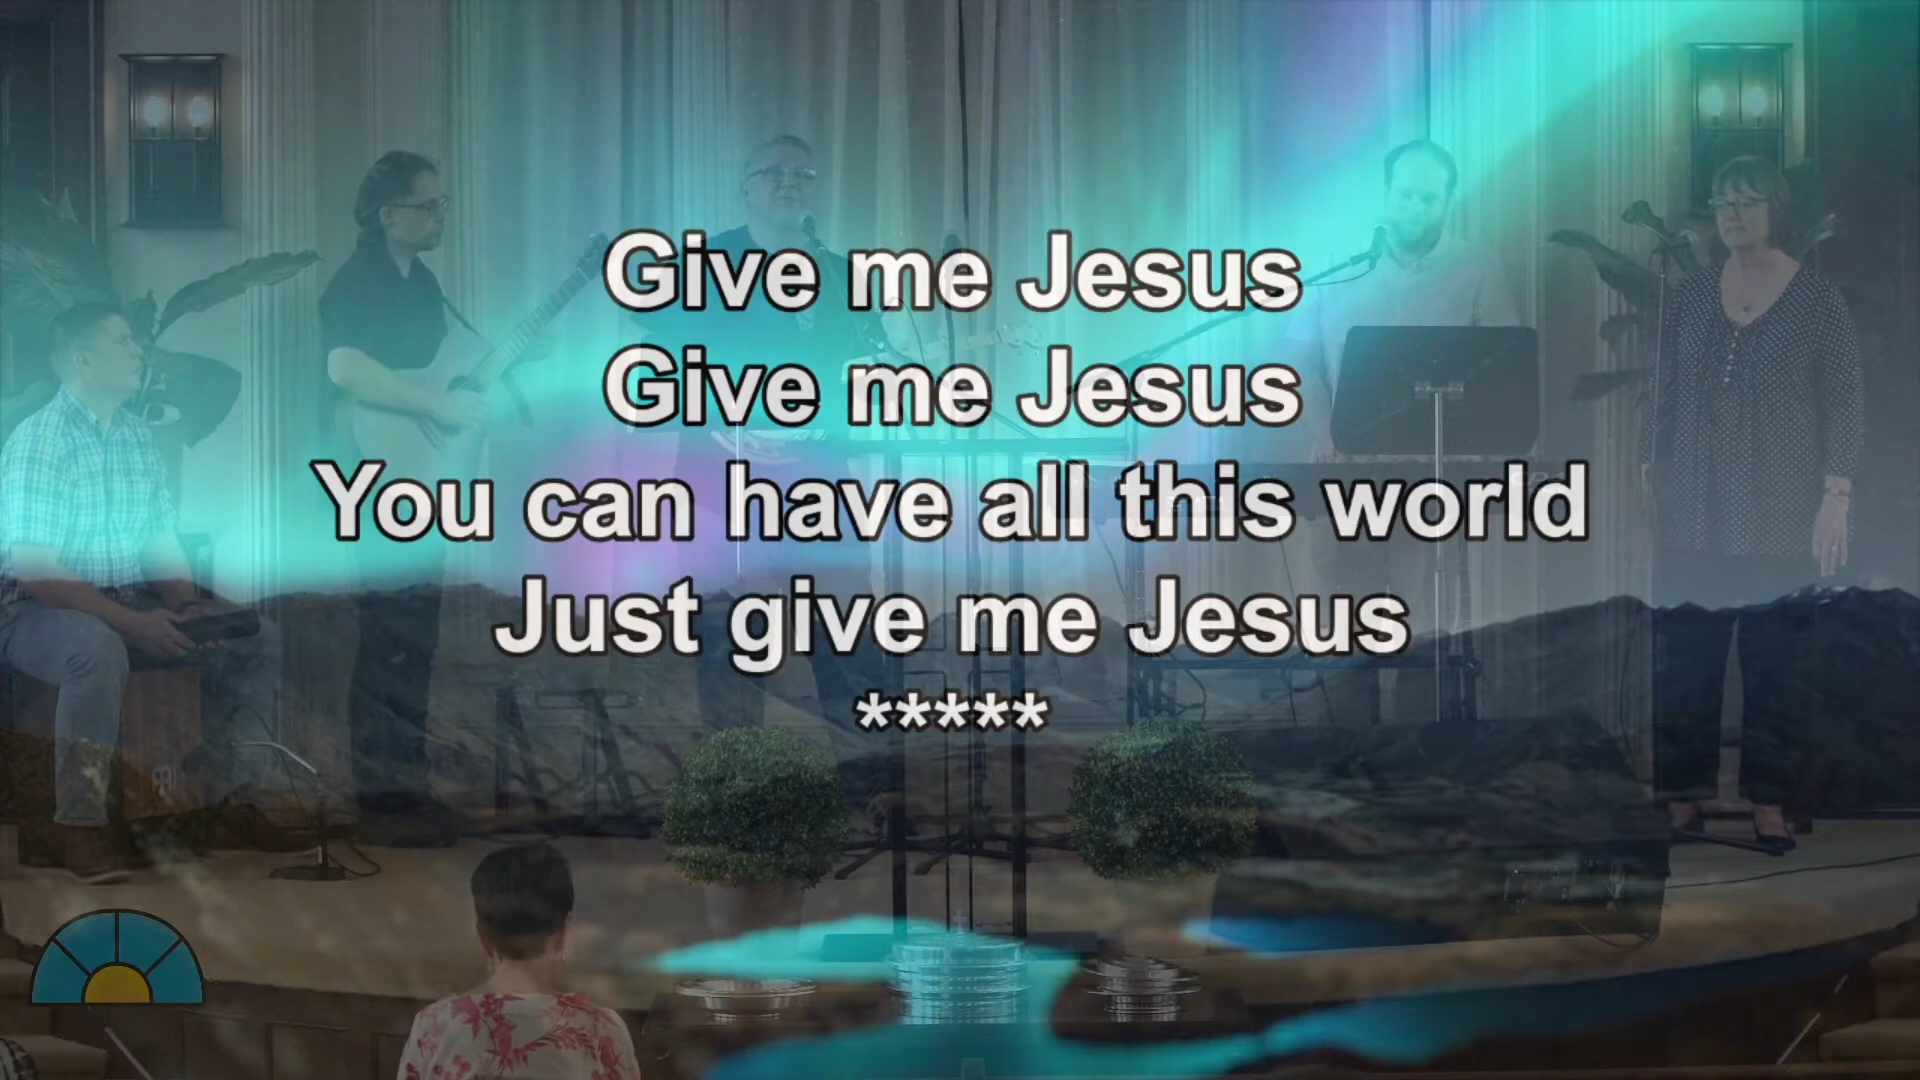 Give me Jesus
Give me Jesus
You can have all this world
Just give me Jesus
*****